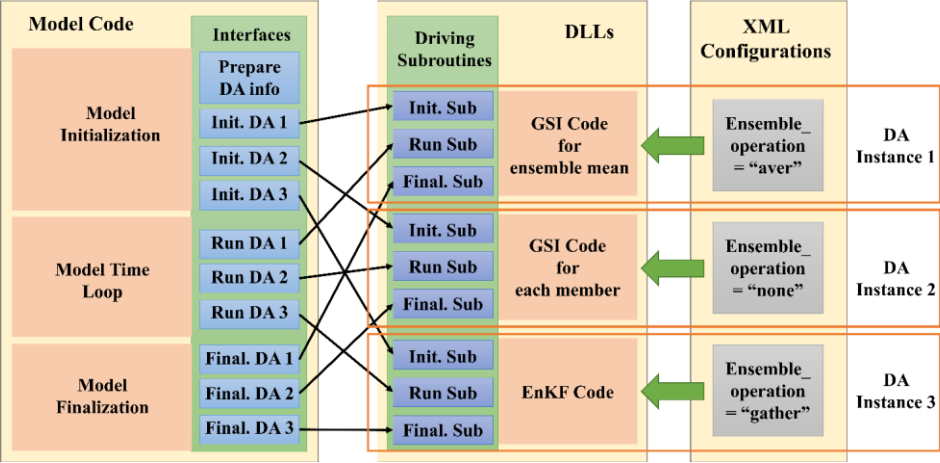 Model Code
Interfaces
Model
Initialization
Prepare
DA info
Init. DA 1
Init. DA 2
Init. DA 3
Model Time
Loop
Run DA 1
Run DA 2
Run DA 3
Model
Finalization
Final. DA 1
Final. DA 2
Final. DA 3
DLLs
Driving
Subroutines
Init. Sub
Run Sub
Final. Sub
GSI Code
for
ensemble mean
Init. Sub
Run Sub
Final. Sub
GSI Code
for
each member
Init. Sub
Run Sub
Final. Sub
EnKF Code
XML
Configurations
Ensemble_
operation
= “aver”
DA
Instance 1
Ensemble_
operation
= “none”
DA
Instance 2
Ensemble_
operation
= “gather”
DA
Instance 3